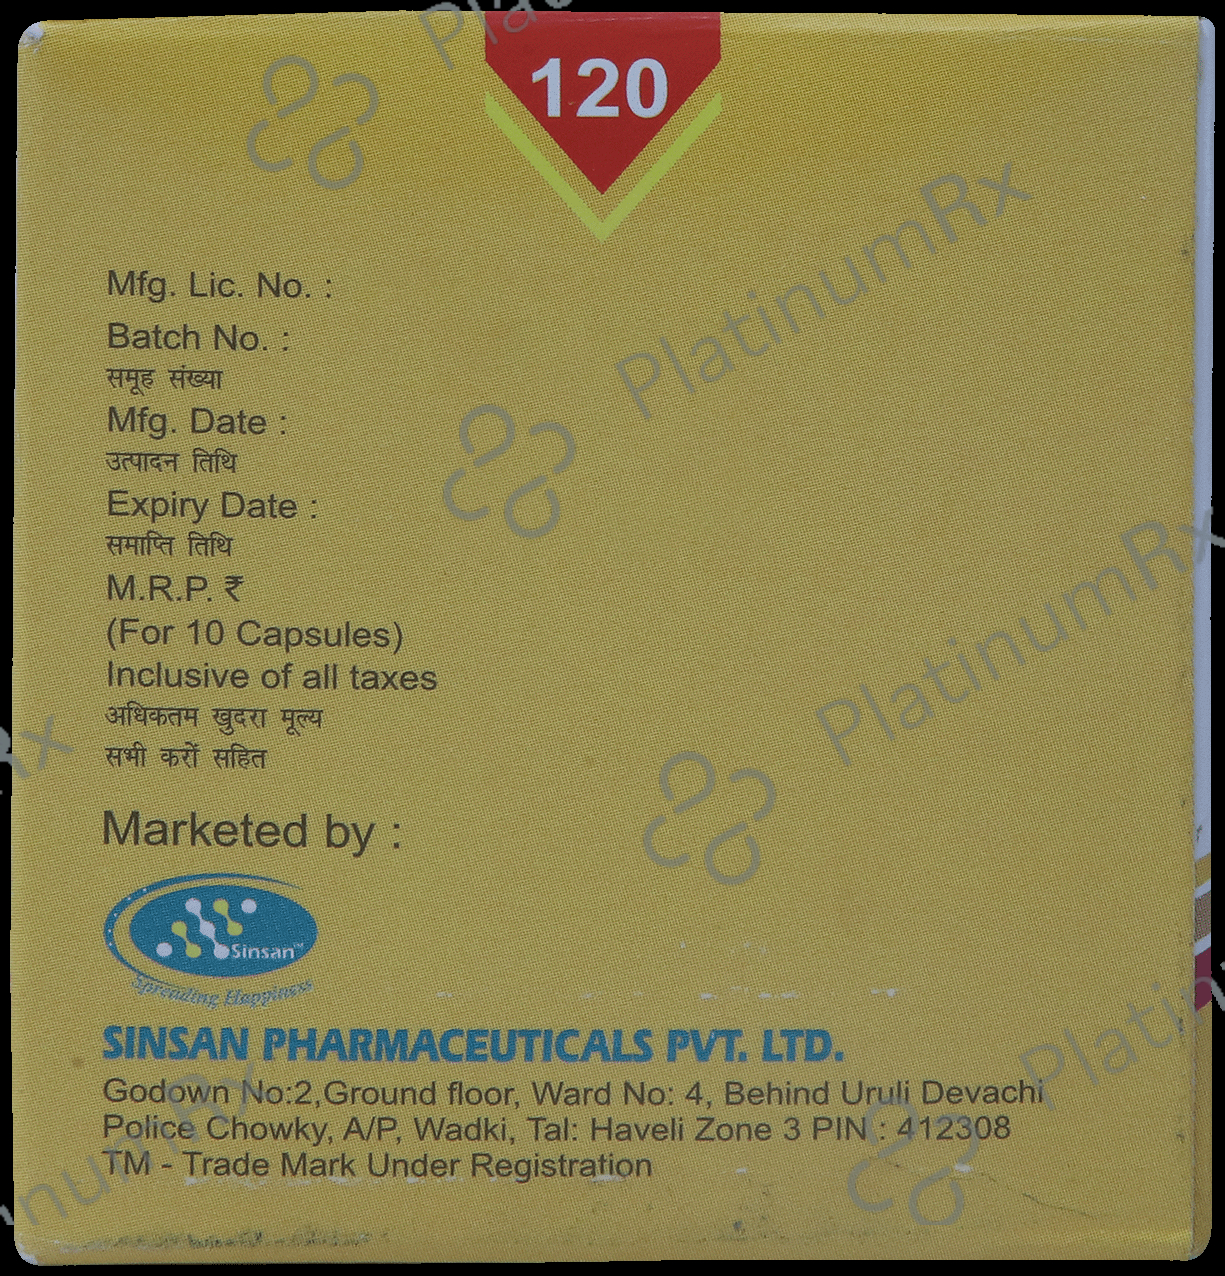 120
Mfg. Lic. No. :
Batch No. :
समूह संख्या
Mfg. Date :
उत्पादन तिथि
Expiry Date :
समाप्ति तिथि
M.R.P. ₹
(For 10 Capsules)
Inclusive of all taxes
अधिकतम खुदरा मूल्य
सभी करों सहित
Marketed by :
Sinsan™
Spreading Happiness
SINSAN PHARMACEUTICALS PVT. LTD.
Godown No:2,Ground floor, Ward No: 4, Behind Uruli Devachi
Police Chowky, A/P, Wadki, Tal: Haveli Zone 3 PIN : 412308
TM - Trade Mark Under Registration
PlatinumRx
PlatinumRx